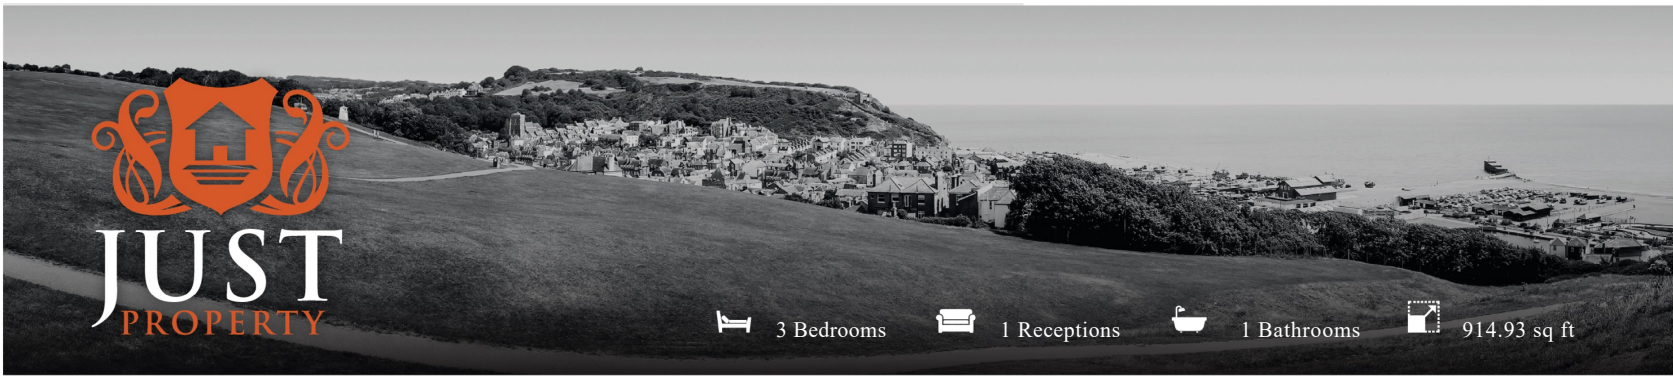 JUST
PROPERTY
3 Bedrooms 1 Receptions 1 Bathrooms 914.93 sq ft